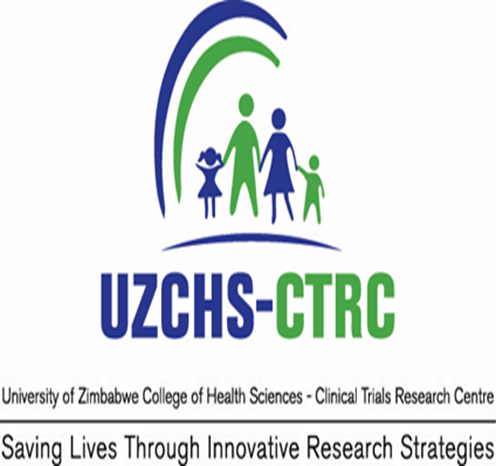 UZCHS-CTRC
University of Zimbabwe College of Health Sciences - Clinical Trials Research Centre
Saving Lives Through Innovative Research Strategies